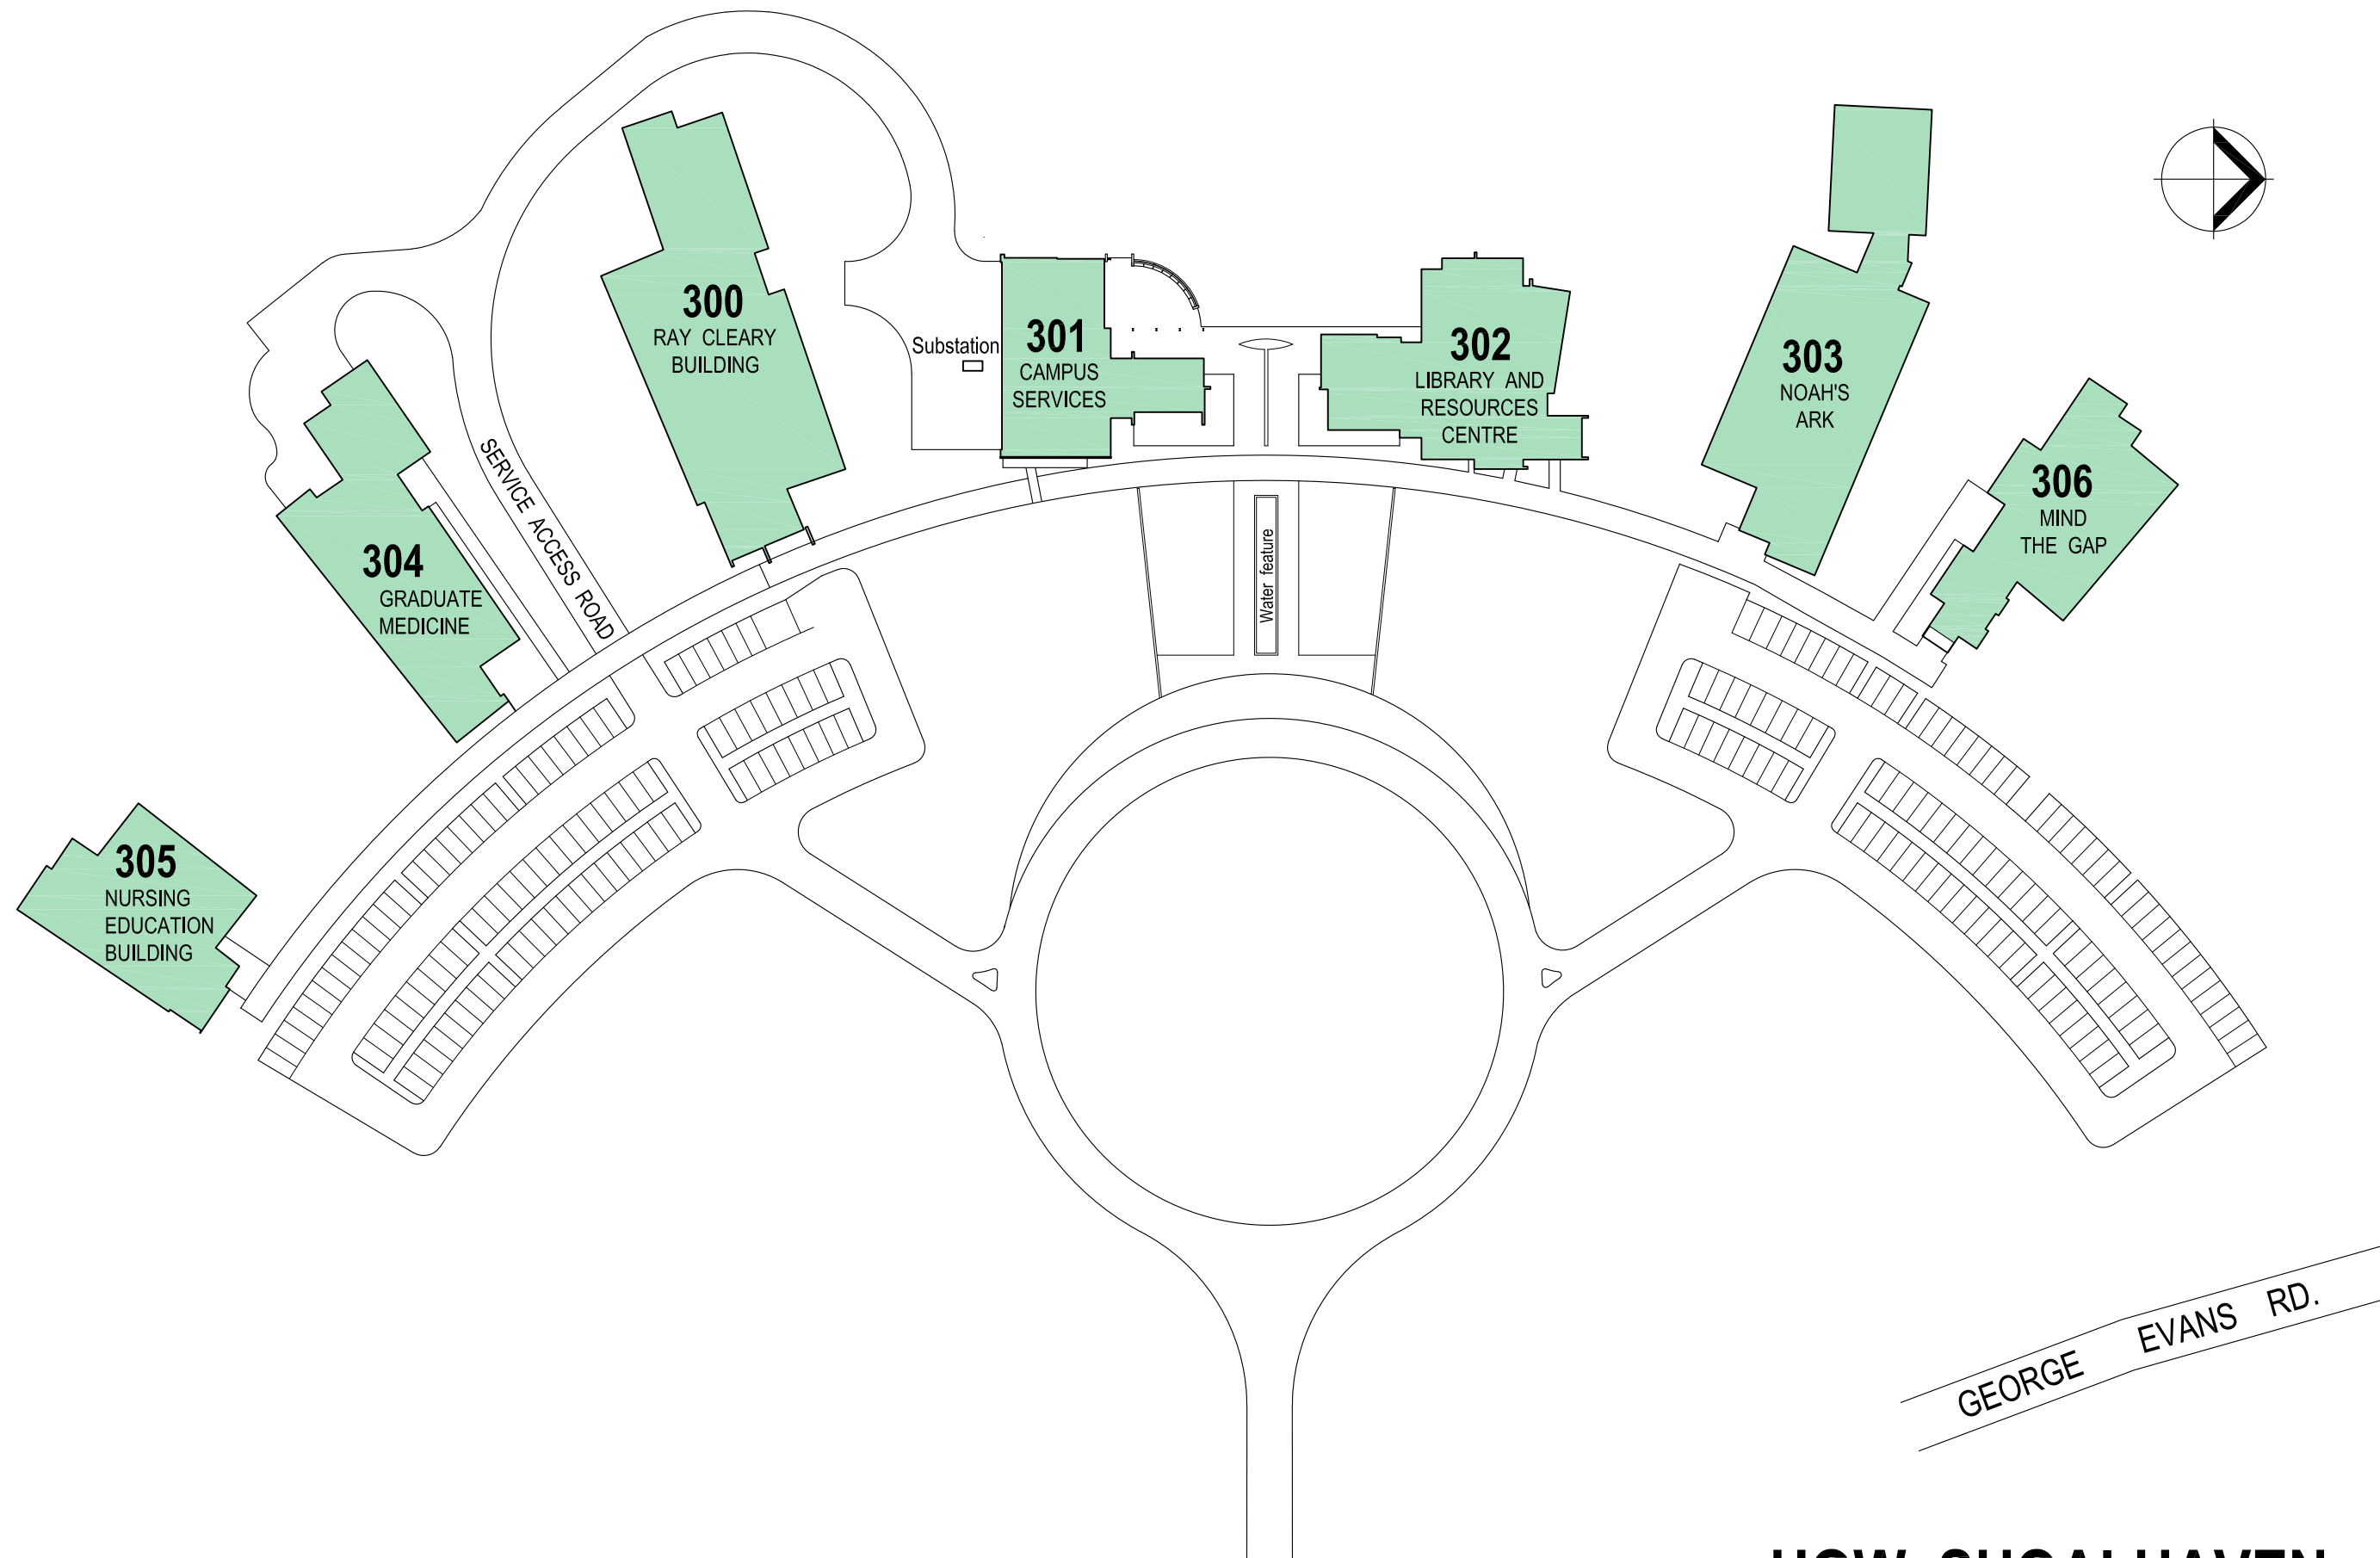 300
RAY CLEARY
BUILDING
Substation
301
CAMPUS
SERVICES
302
LIBRARY AND
RESOURCES
CENTRE
303
NOAH'S
ARK
306
MIND
THE GAP
304
GRADUATE
MEDICINE
SERVICE ACCESS ROAD
Water feature
305
NURSING
EDUCATION
BUILDING
GEORGE EVANS RD.